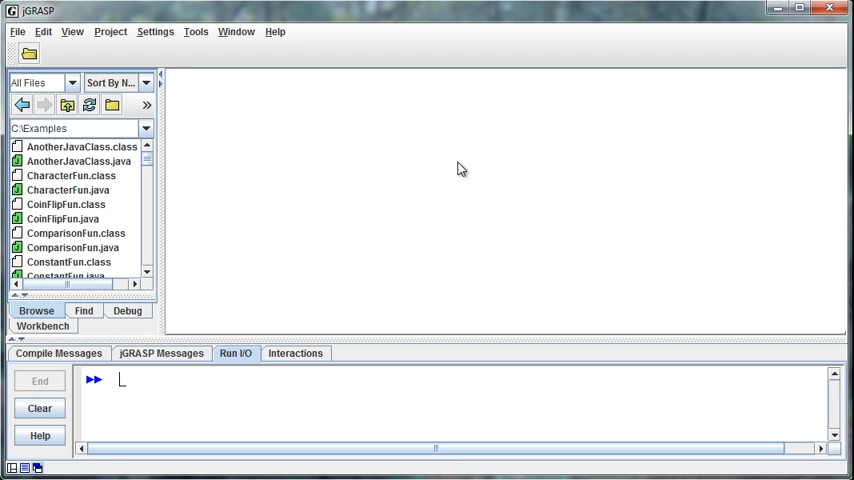 jGRASP
File Edit View Project Settings Tools Window Help
All Files Sort By N...
C:\Examples
AnotherJavaClass.class
AnotherJavaClass.java
CharacterFun.class
CharacterFun.java
CoinFlipFun.class
CoinFlipFun.java
ComparisonFun.class
ComparisonFun.java
ConstantFun.class
ConstantFun.java
Browse Find Debug
Workbench
Compile Messages jGRASP Messages Run I/O Interactions
End
Clear
Help